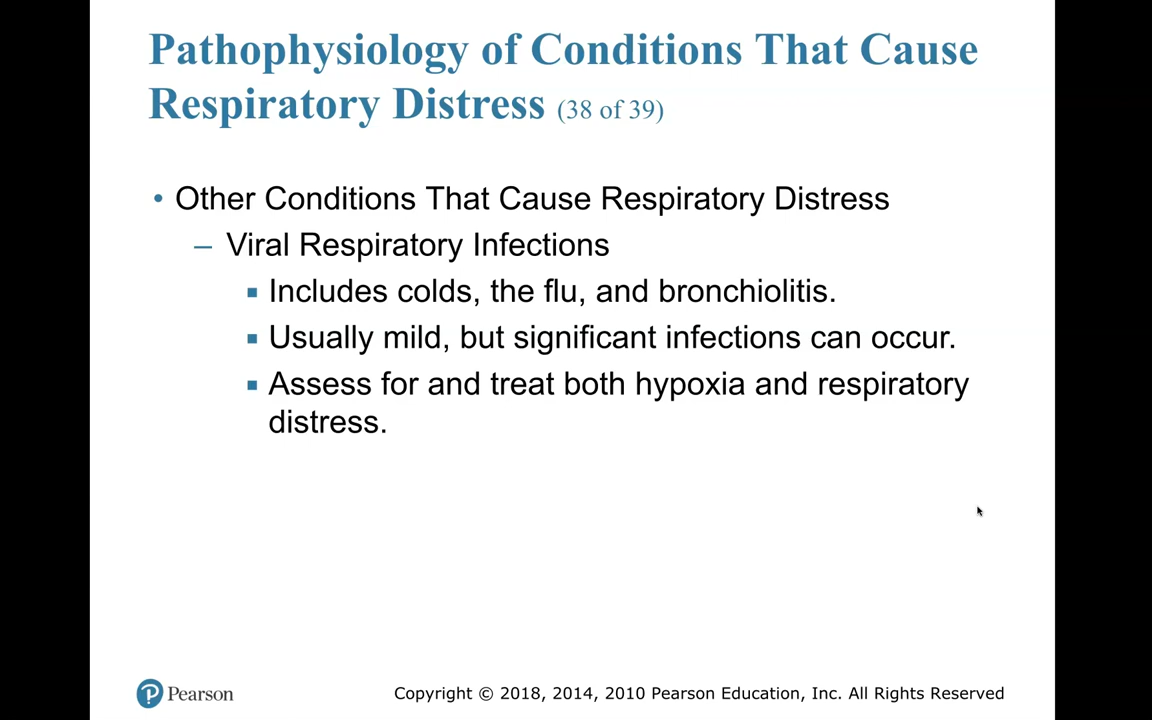 Pathophysiology of Conditions That Cause
Respiratory Distress (38 of 39)
• Other Conditions That Cause Respiratory Distress
– Viral Respiratory Infections
▪ Includes colds, the flu, and bronchiolitis.
▪ Usually mild, but significant infections can occur.
▪ Assess for and treat both hypoxia and respiratory
distress.
Pearson
Copyright © 2018, 2014, 2010 Pearson Education, Inc. All Rights Reserved